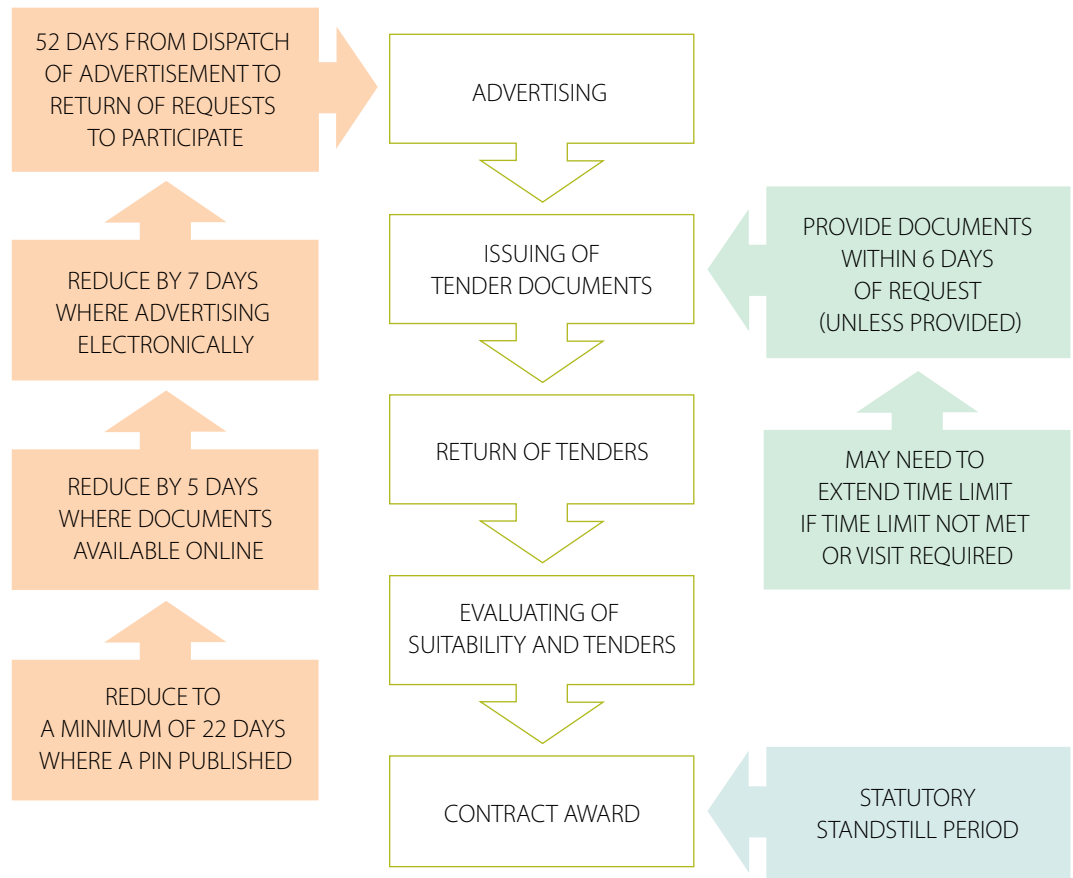 52 DAYS FROM DISPATCH
OF ADVERTISEMENT TO
RETURN OF REQUESTS
TO PARTICIPATE
REDUCE BY 7 DAYS
WHERE ADVERTISING
ELECTRONICALLY
REDUCE BY 5 DAYS
WHERE DOCUMENTS
AVAILABLE ONLINE
REDUCE TO
A MINIMUM OF 22 DAYS
WHERE A PIN PUBLISHED
ADVERTISING
ISSUING OF
TENDER DOCUMENTS
RETURN OF TENDERS
EVALUATING OF
SUITABILITY AND TENDERS
CONTRACT AWARD
PROVIDE DOCUMENTS
WITHIN 6 DAYS
OF REQUEST
(UNLESS PROVIDED)
MAY NEED TO
EXTEND TIME LIMIT
IF TIME LIMIT NOT MET
OR VISIT REQUIRED
STATUTORY
STANDSTILL PERIOD